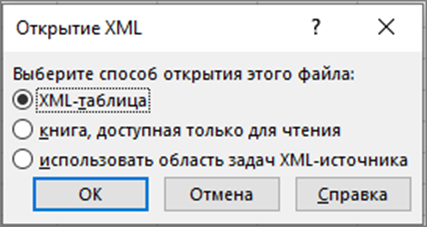 Открытие XML
?
Выберите способ открытия этого файла:
XML-таблица
книга, доступная только для чтения
использовать область задач XML-источника
ОК
Отмена
Справка